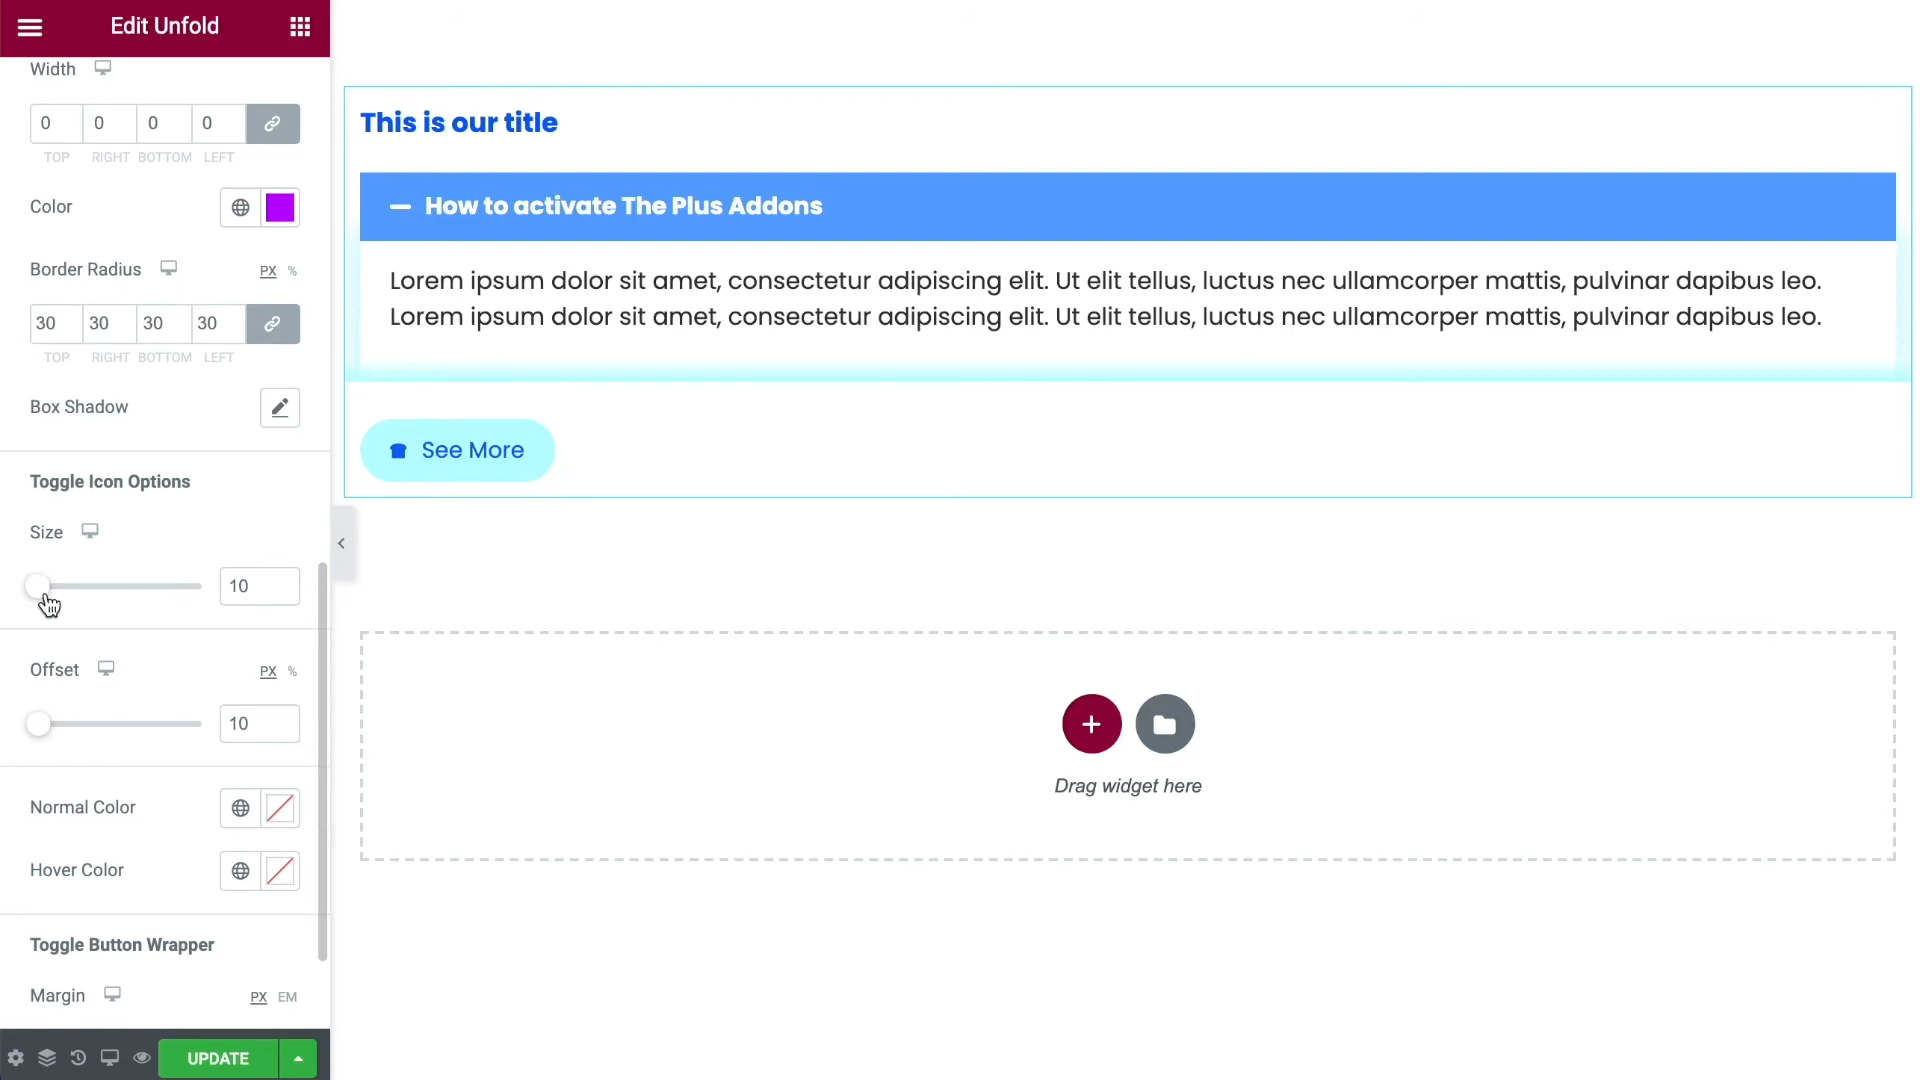 Edit Unfold
Width
0 0 0 0
TOP RIGHT BOTTOM LEFT
Color
Border Radius PX %
30 30 30 30
TOP RIGHT BOTTOM LEFT
Box Shadow
Toggle Icon Options
Size
10
Offset PX %
10
Normal Color
Hover Color
Toggle Button Wrapper
Margin PX EM
UPDATE
This is our title
How to activate The Plus Addons
Lorem ipsum dolor sit amet, consectetur adipiscing elit. Ut elit tellus, luctus nec ullamcorper mattis, pulvinar dapibus leo.
Lorem ipsum dolor sit amet, consectetur adipiscing elit. Ut elit tellus, luctus nec ullamcorper mattis, pulvinar dapibus leo.
See More
Drag widget here